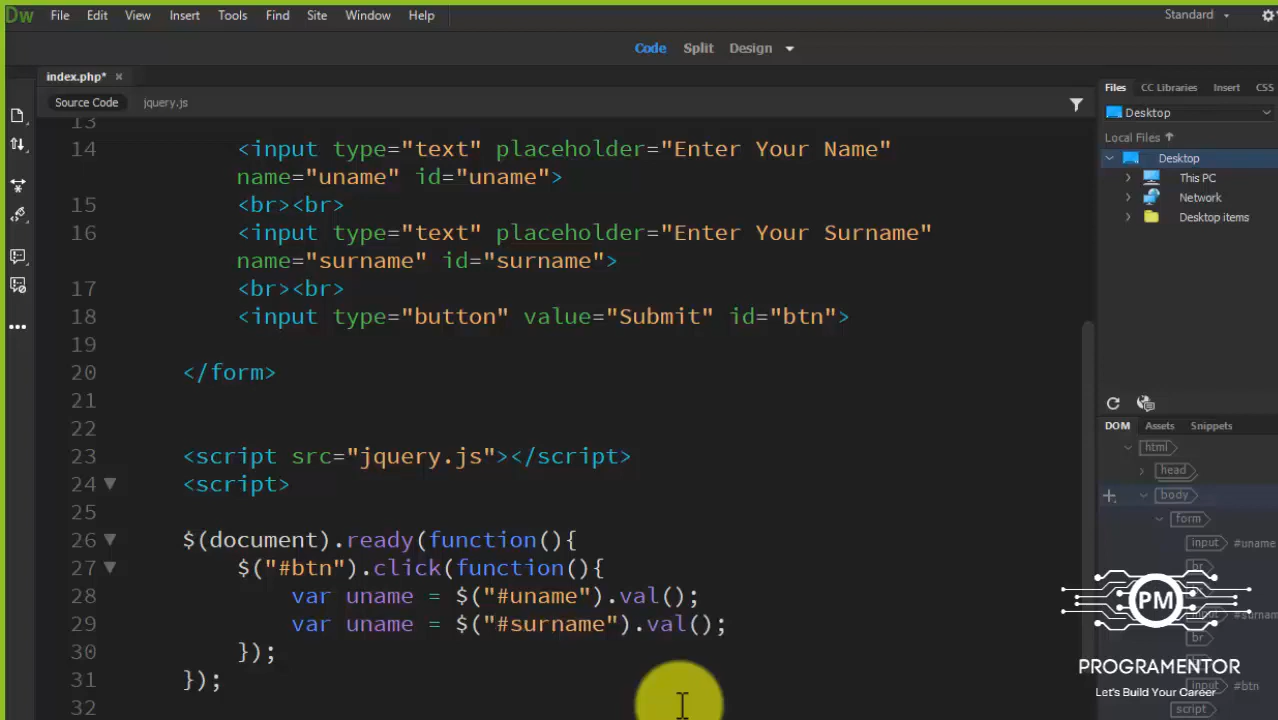 Dw File Edit View Insert Tools Find Site Window Help Standard
Code Split Design
index.php* ×
Files CC Libraries Insert CSS
Source Code jquery.js
Desktop
Local Files
Desktop
This PC
Network
Desktop items
13
14 <input type="text" placeholder="Enter Your Name"
name="uname" id="uname">
15 <br><br>
16 <input type="text" placeholder="Enter Your Surname"
name="surname" id="surname">
17 <br><br>
18 <input type="button" value="Submit" id="btn">
19
20 </form>
21
22
23 <script src="jquery.js"></script>
24 <script>
25
26 $(document).ready(function(){
27 $("#btn").click(function(){
28 var uname = $("#uname").val();
29 var uname = $("#surname").val();
30 });
31 });
32
DOM Assets Snippets
html
head
body
form
input #uname
br
#surnam
br
input #btn
script
PM
PROGRAMENTOR
Let's Build Your Career